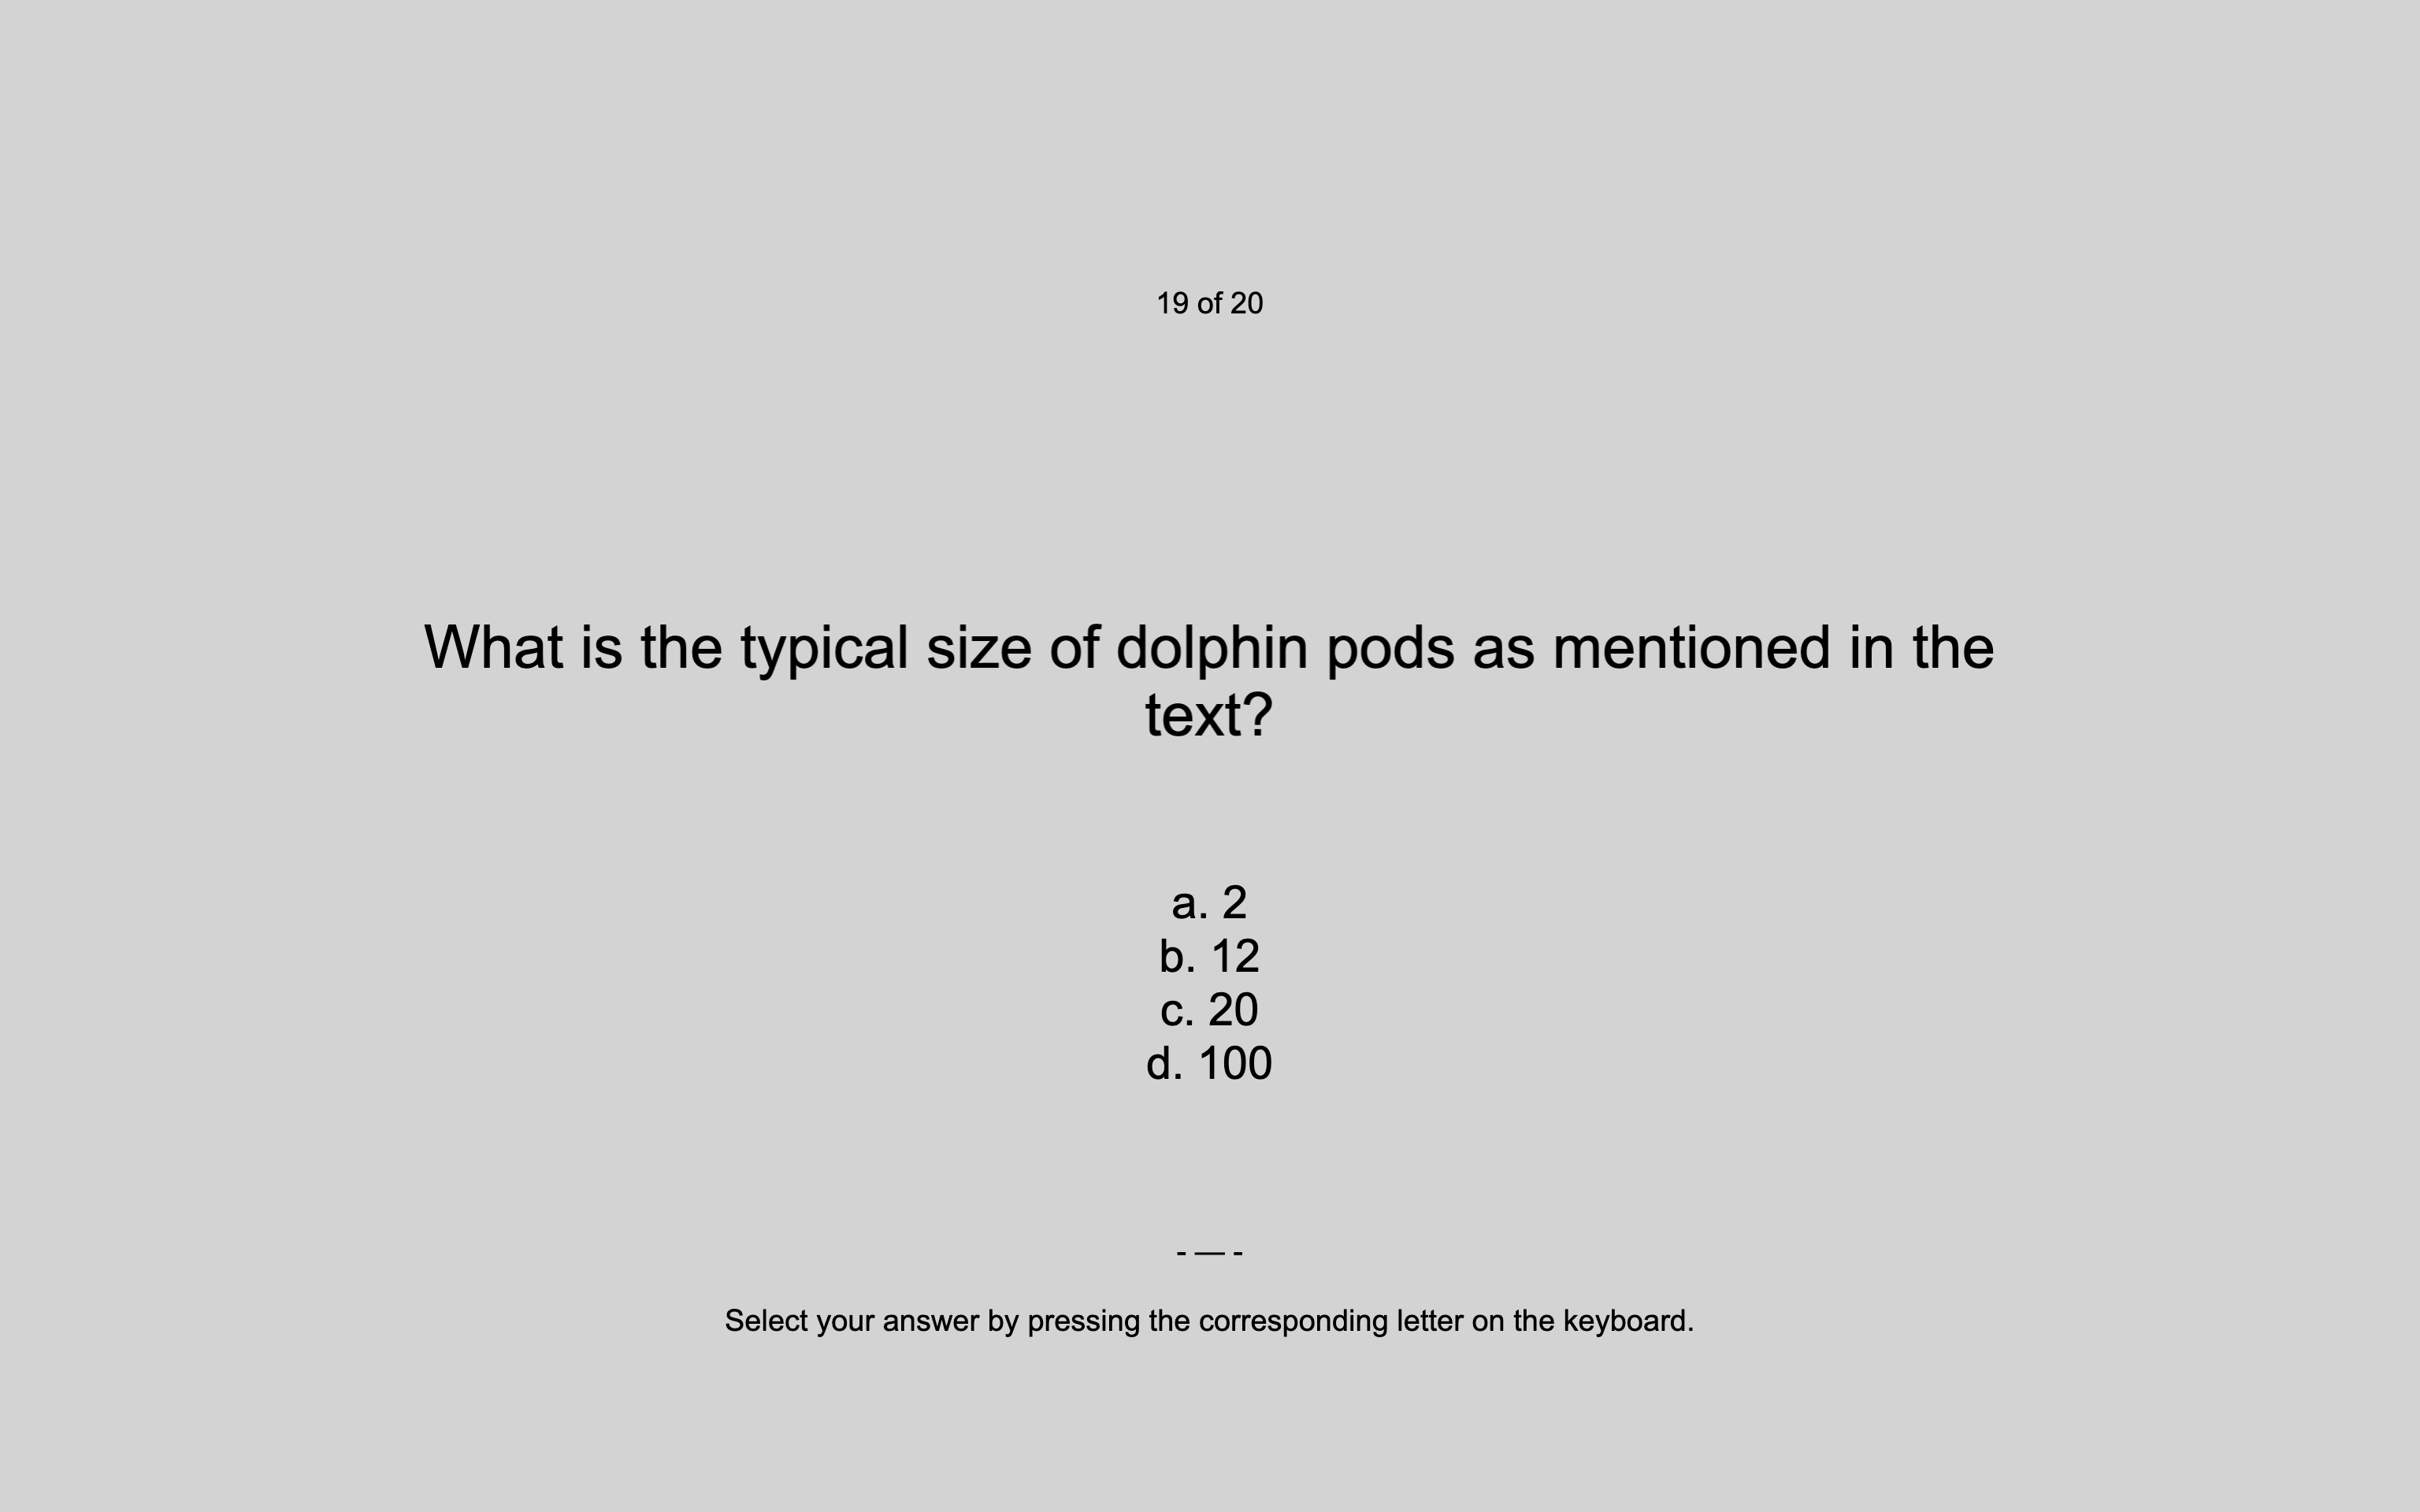 19 of 20
What is the typical size of dolphin pods as mentioned in the
text?
a. 2
b. 12
c. 20
d. 100
- — -
Select your answer by pressing the corresponding letter on the keyboard.